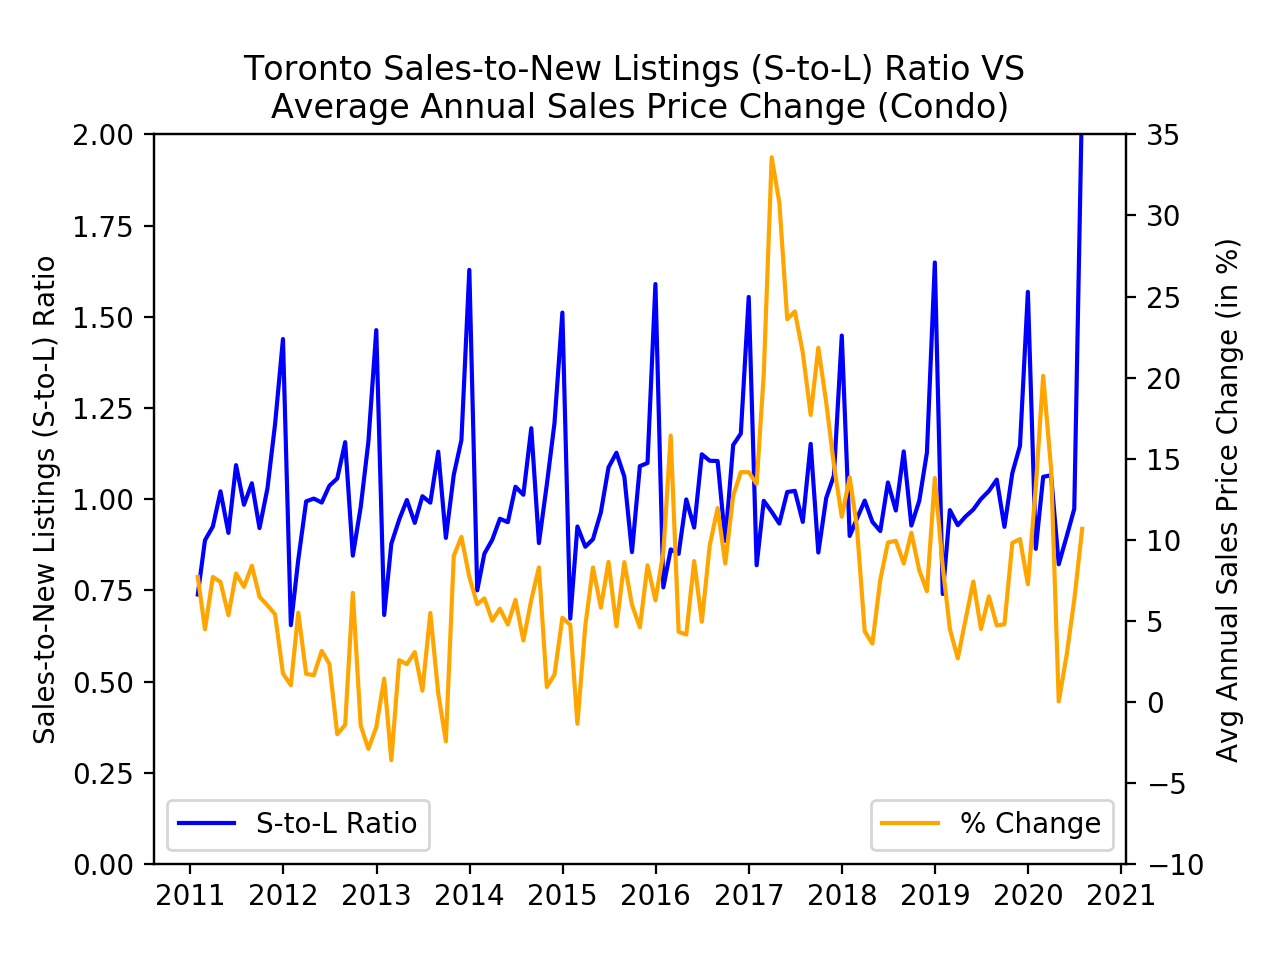 Toronto Sales-to-New Listings (S-to-L) Ratio VS
Average Annual Sales Price Change (Condo)
Sales-to-New Listings (S-to-L) Ratio
2.00
1.75
1.50
1.25
1.00
0.75
0.50
0.25
0.00
35
30
25
20
15
10
5
0
−5
−10
Avg Annual Sales Price Change (in %)
S-to-L Ratio
% Change
2011 2012 2013 2014 2015 2016 2017 2018 2019 2020 2021